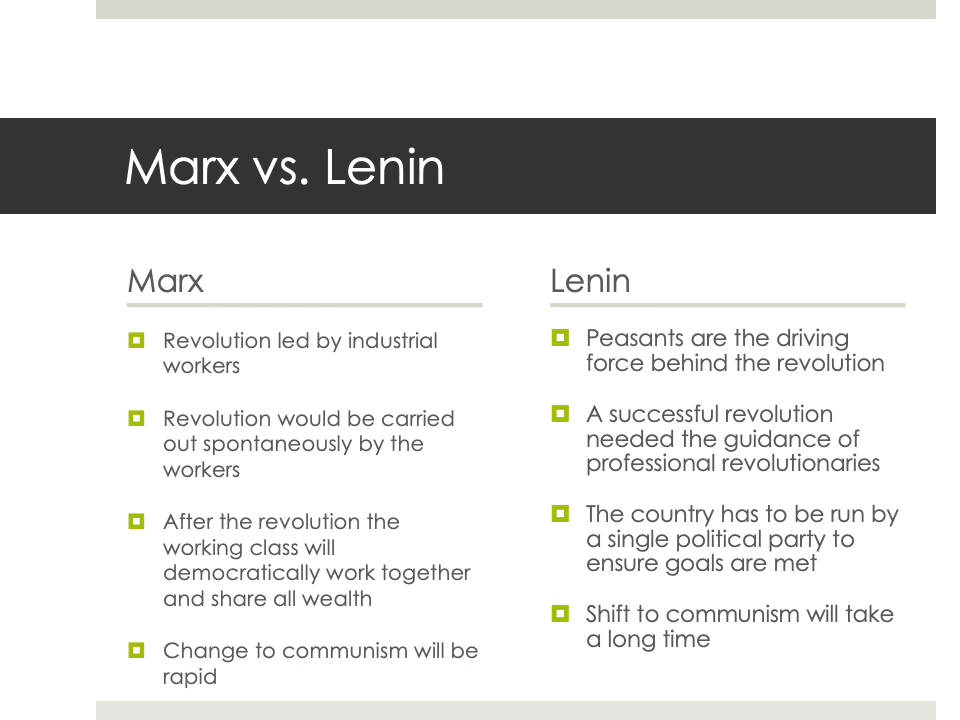 Marx vs. Lenin
Marx
Revolution led by industrial
workers
Revolution would be carried
out spontaneously by the
workers
After the revolution the
working class will
democratically work together
and share all wealth
Change to communism will be
rapid
Lenin
Peasants are the driving
force behind the revolution
A successful revolution
needed the guidance of
professional revolutionaries
The country has to be run by
a single political party to
ensure goals are met
Shift to communism will take
a long time